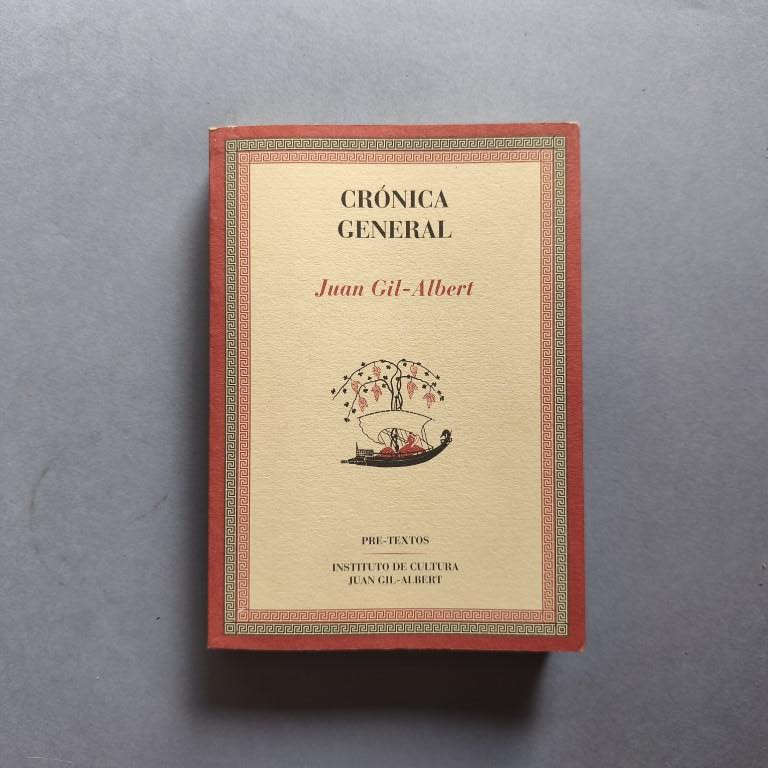 CRÓNICA
GENERAL
Juan Gil-Albert
PRE-TEXTOS
INSTITUTO DE CULTURA
JUAN GIL-ALBERT